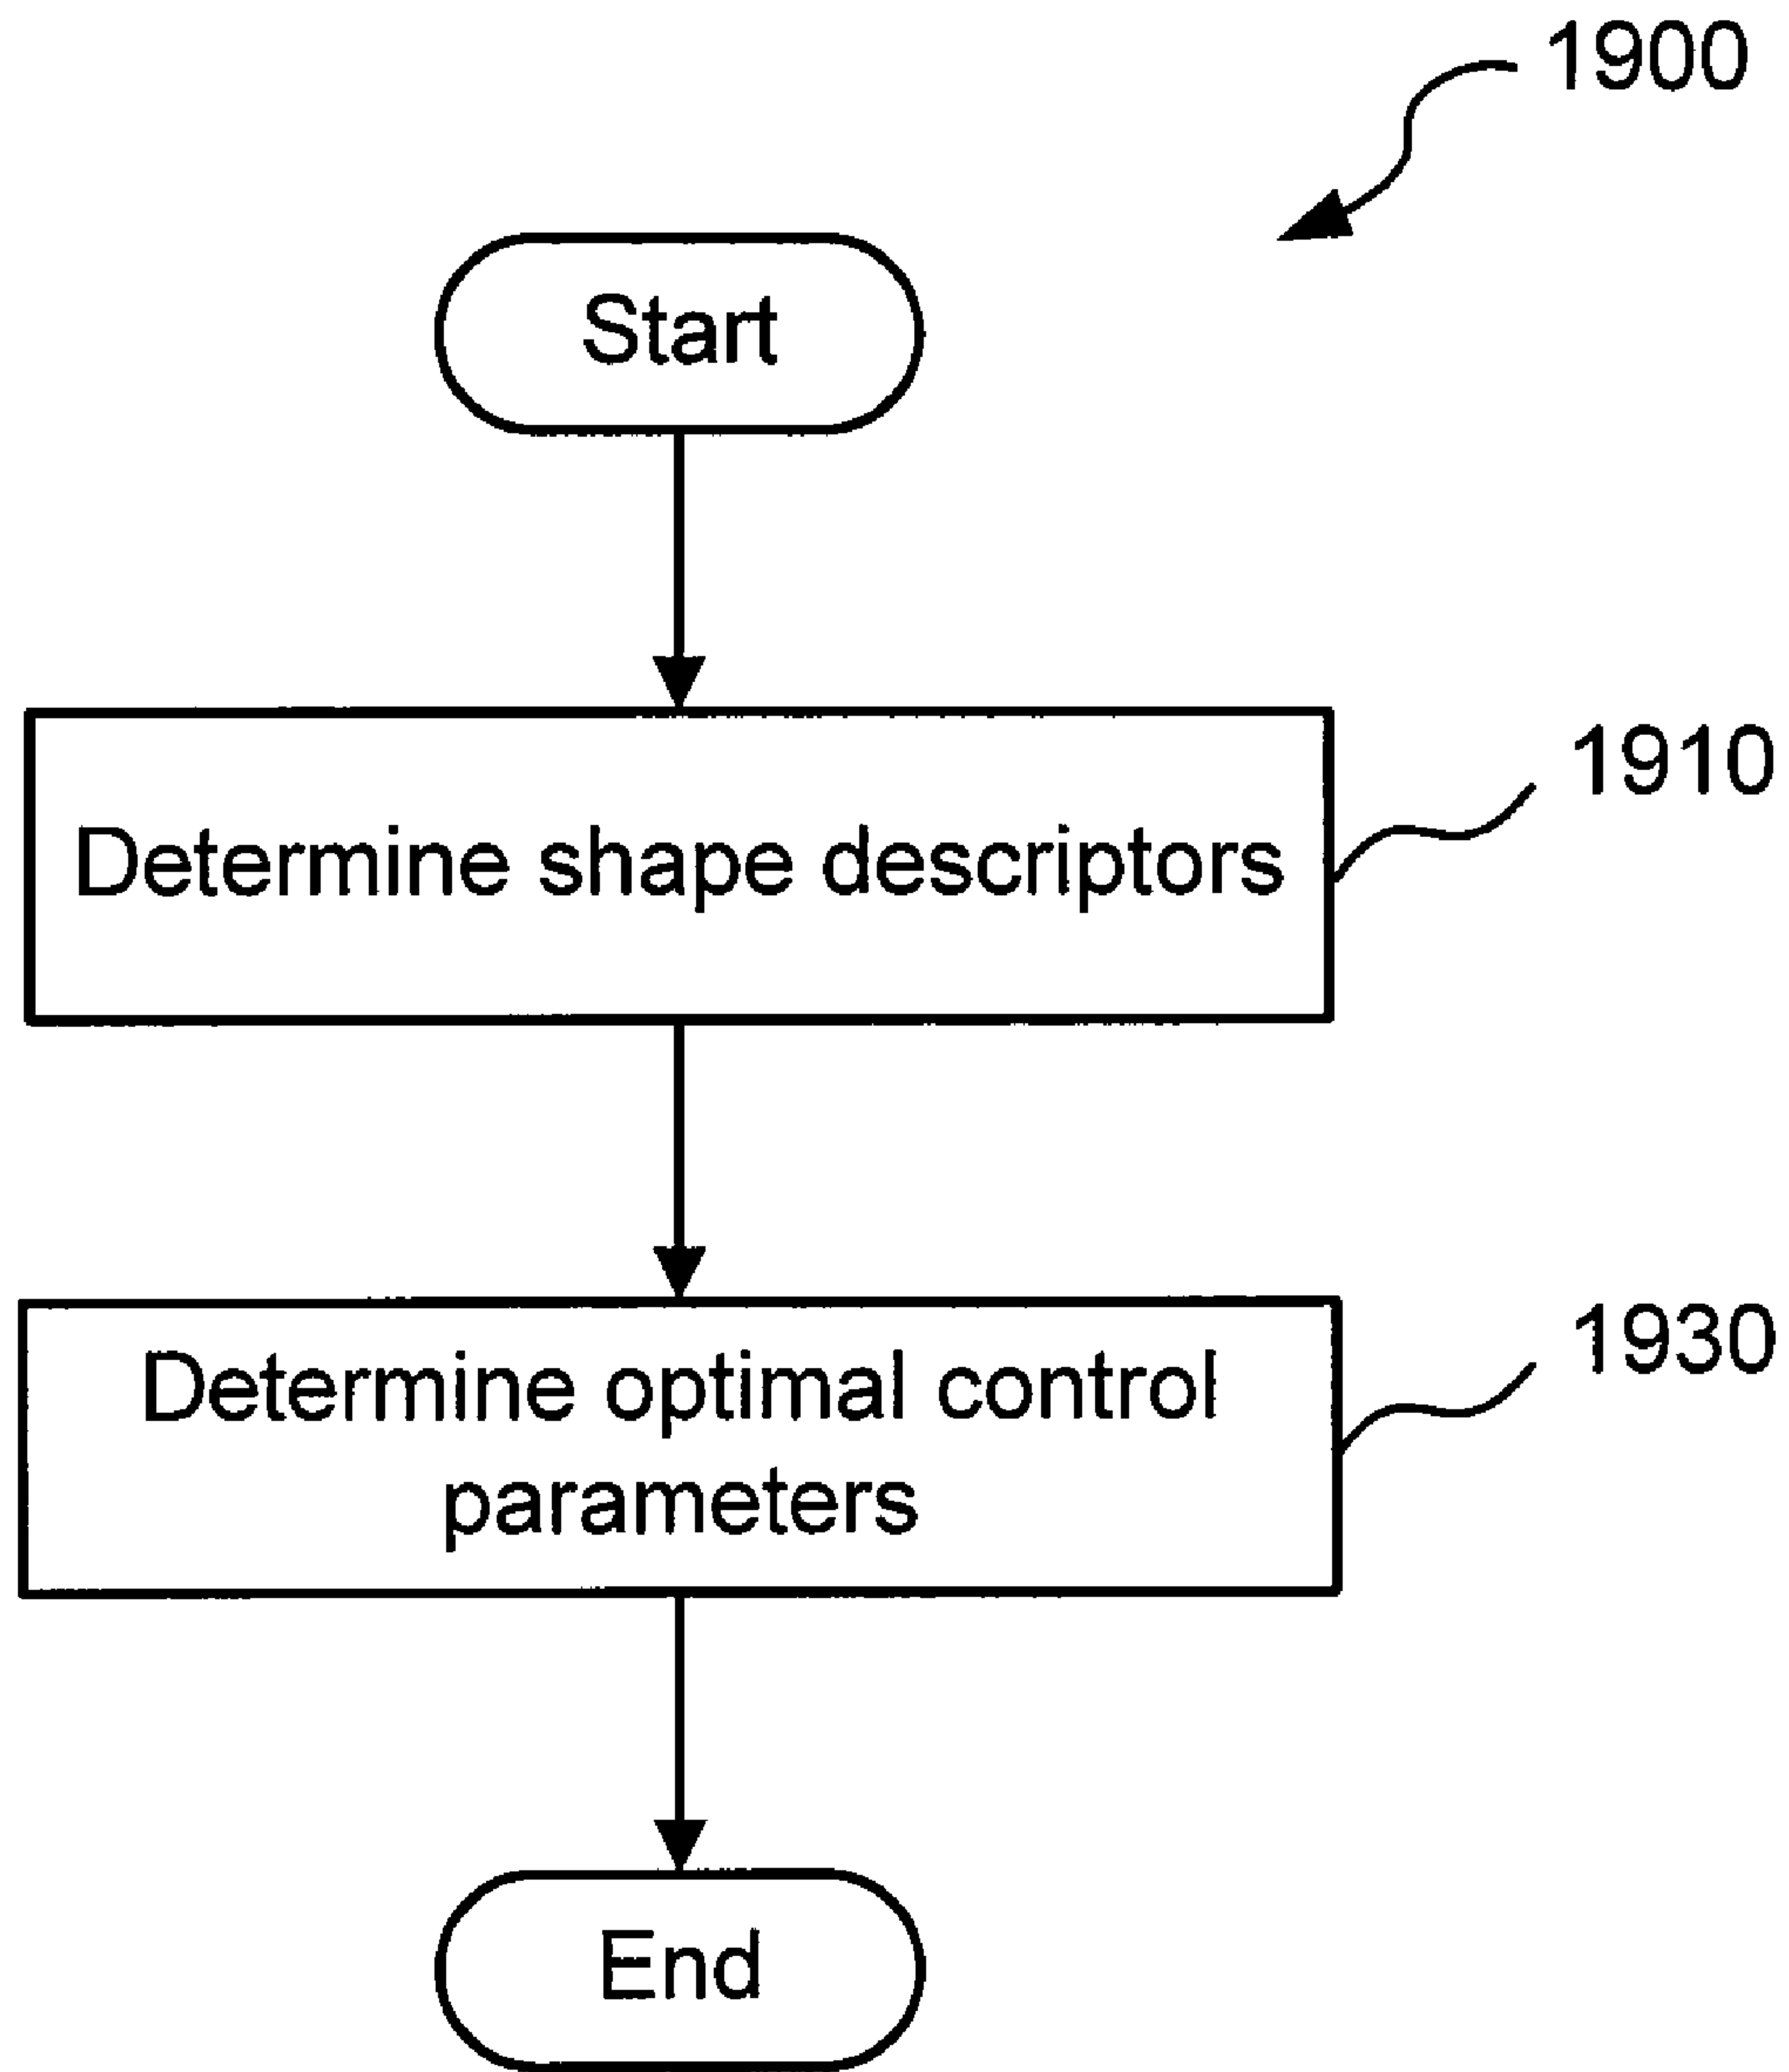 1900
Start
Determine shape descriptors
1910
Determine optimal control
parameters
1930
End